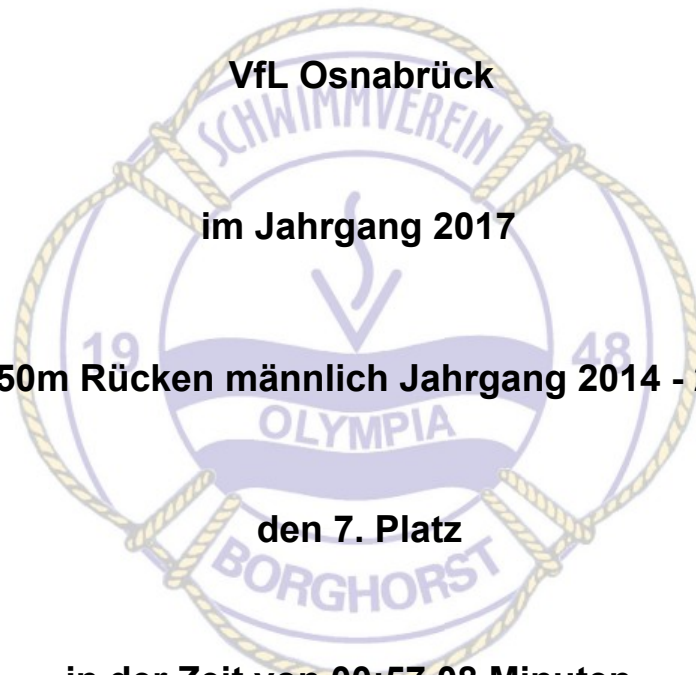 VfL Osnabrück
SCHWIMMVEREIN
im Jahrgang 2017
19 48
50m Rücken männlich Jahrgang 2014 -
OLYMPIA
den 7. Platz
BORGHORST
in der Zeit von 00:57,08 Minuten